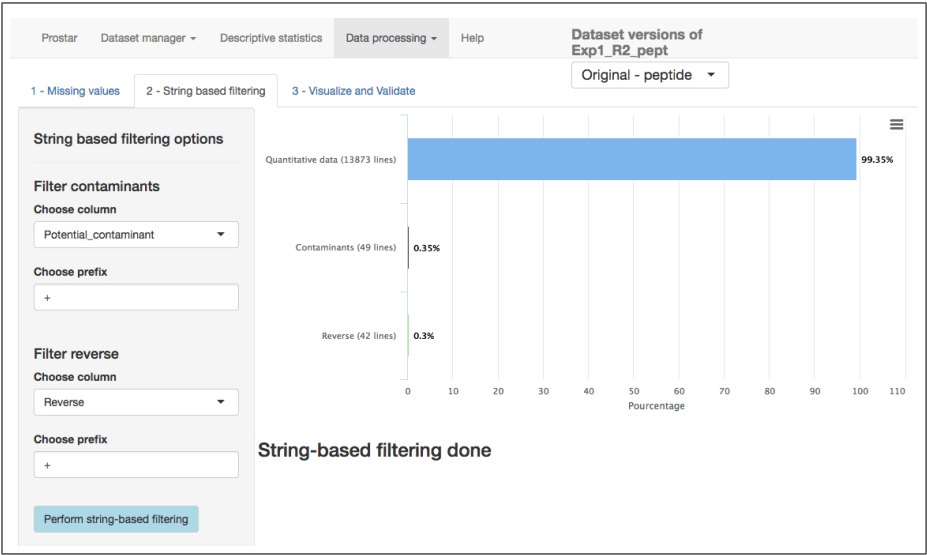 Prostar
Dataset manager
Descriptive statistics
Data processing
Help
Dataset versions of
Exp1_R2_pept
Original - peptide
1 - Missing values
2 - String based filtering
3 - Visualize and Validate
String based filtering options
Filter contaminants
Choose column
Potential_contaminant
Choose prefix
+
Filter reverse
Choose column
Reverse
Choose prefix
+
Perform string-based filtering
Quantitative data (13873 lines)
99.35%
Contaminants (49 lines)
0.35%
Reverse (42 lines)
0.3%
0 10 20 30 40 50 60 70 80 90 100 110
Pourcentage
String-based filtering done